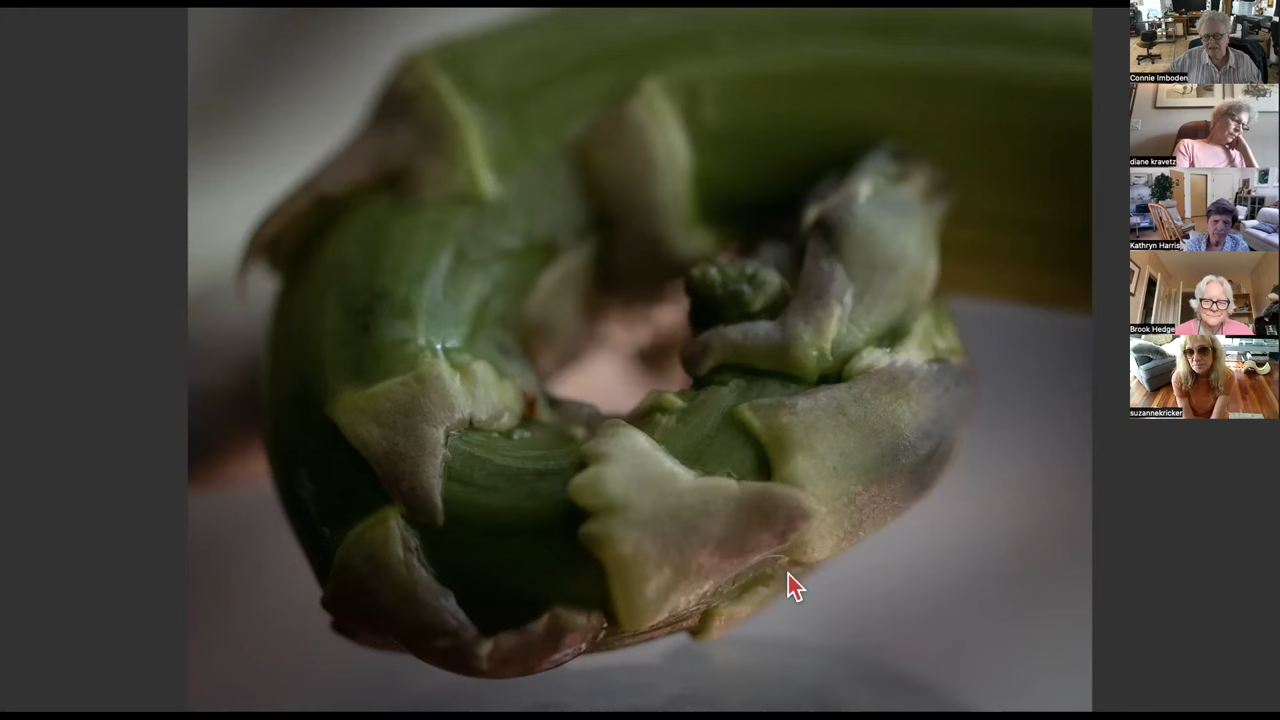 Connie Imboden
diane kravetz
Kathryn Harris
Brook Hedge
suzannekricker